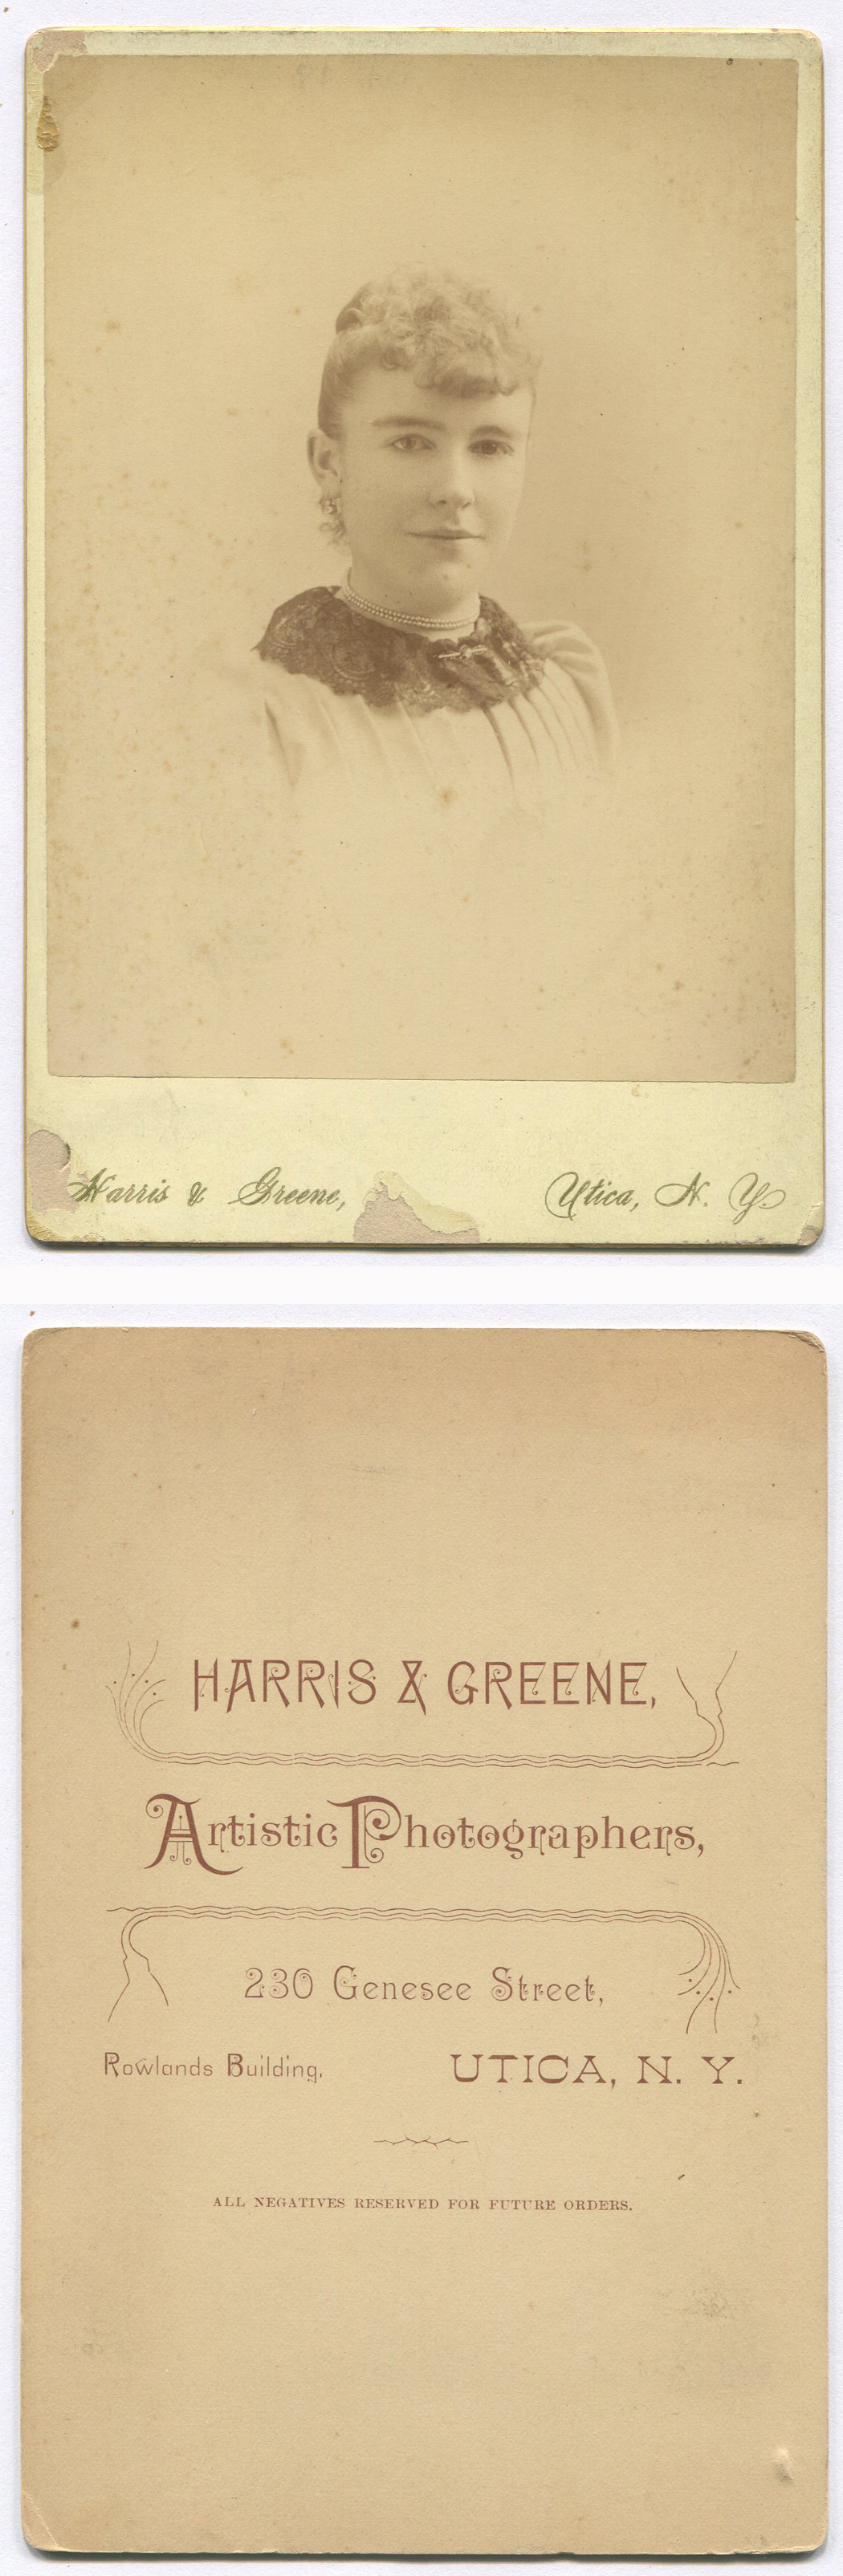 Harris & Greene, Utica, N. Y.
HARRIS & GREENE,
Artistic Photographers,
230 Genesee Street,
Rowlands Building. UTICA, N. Y.
ALL NEGATIVES RESERVED FOR FUTURE ORDERS.